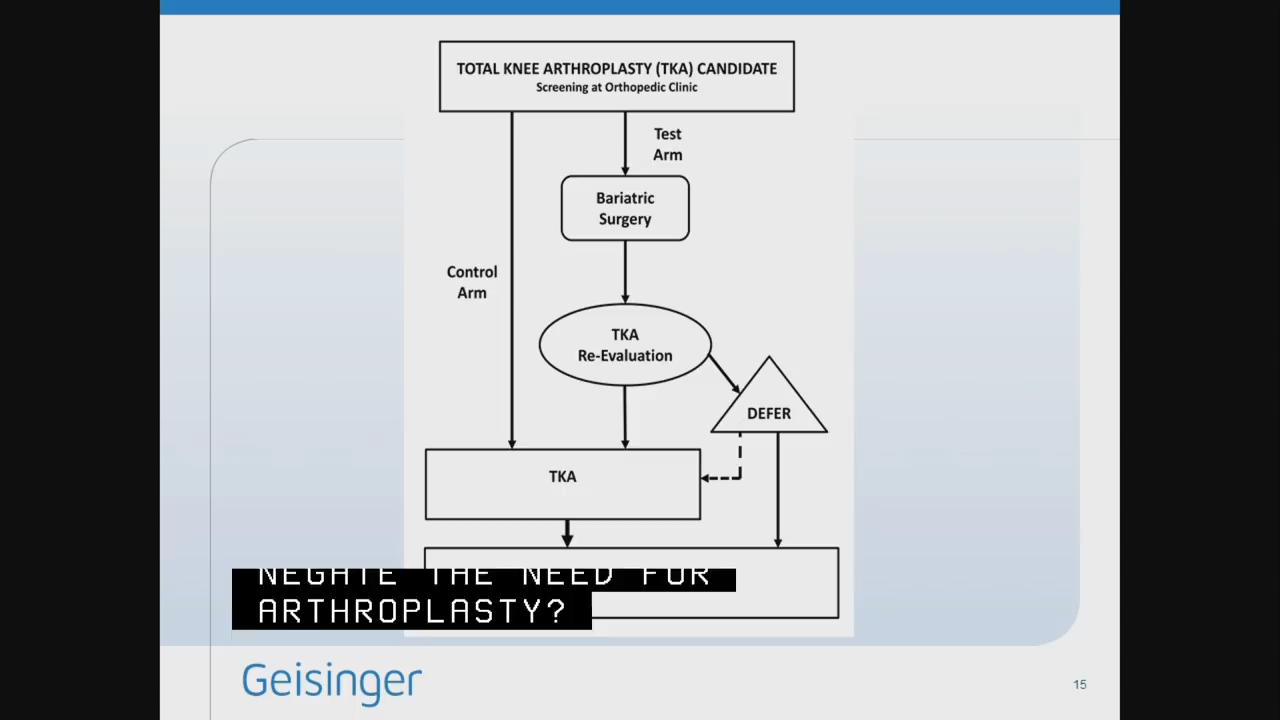 TOTAL KNEE ARTHROPLASTY (TKA) CANDIDATE
Screening at Orthopedic Clinic
Test
Arm
Bariatric
Surgery
Control
Arm
TKA
Re-Evaluation
DEFER
TKA
NEGATE THE NEED FOR
ARTHROPLASTY?
Geisinger
15